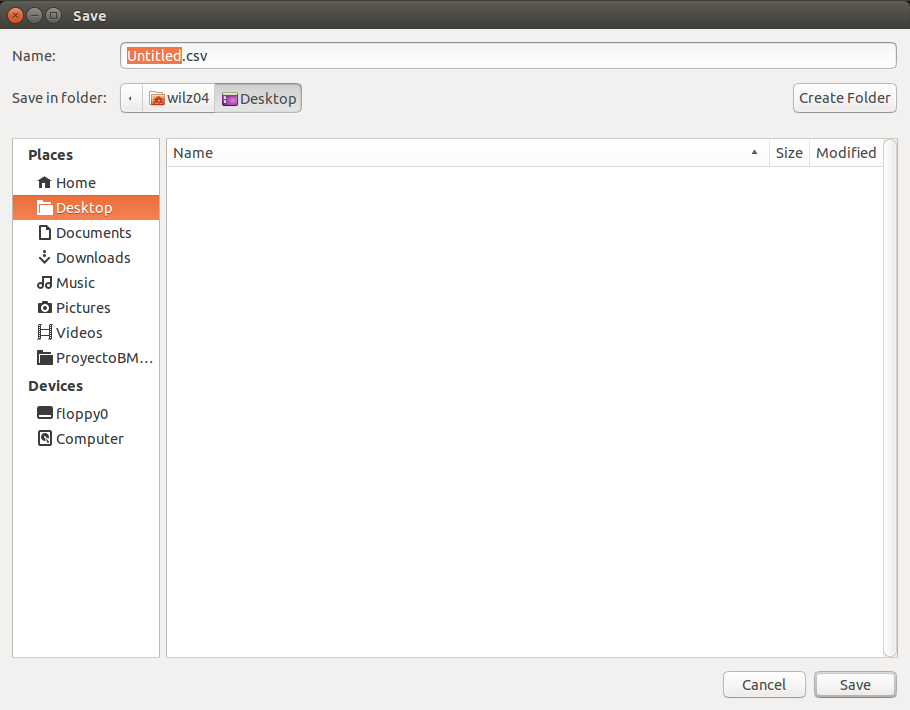 Save
Name: Untitled.csv
Save in folder: wilz04 Desktop Create Folder
Places
Home
Desktop
Documents
Downloads
Music
Pictures
Videos
ProyectoBM...
Devices
floppy0
Computer
Name Size Modified
Cancel Save